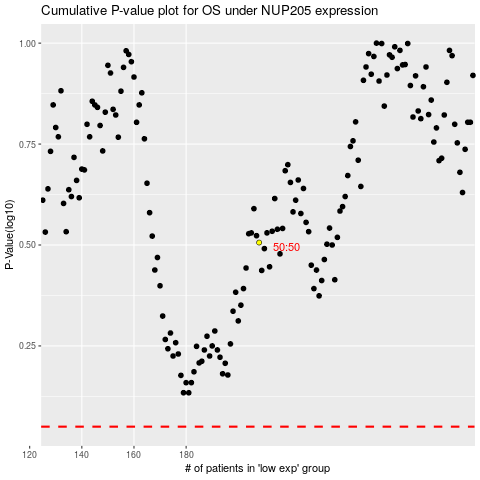 Cumulative P-value plot for OS under NUP205 expression
P-Value(log10)
1.00
0.75
0.50
0.25
50:50
120 140 160 180
# of patients in 'low exp' group